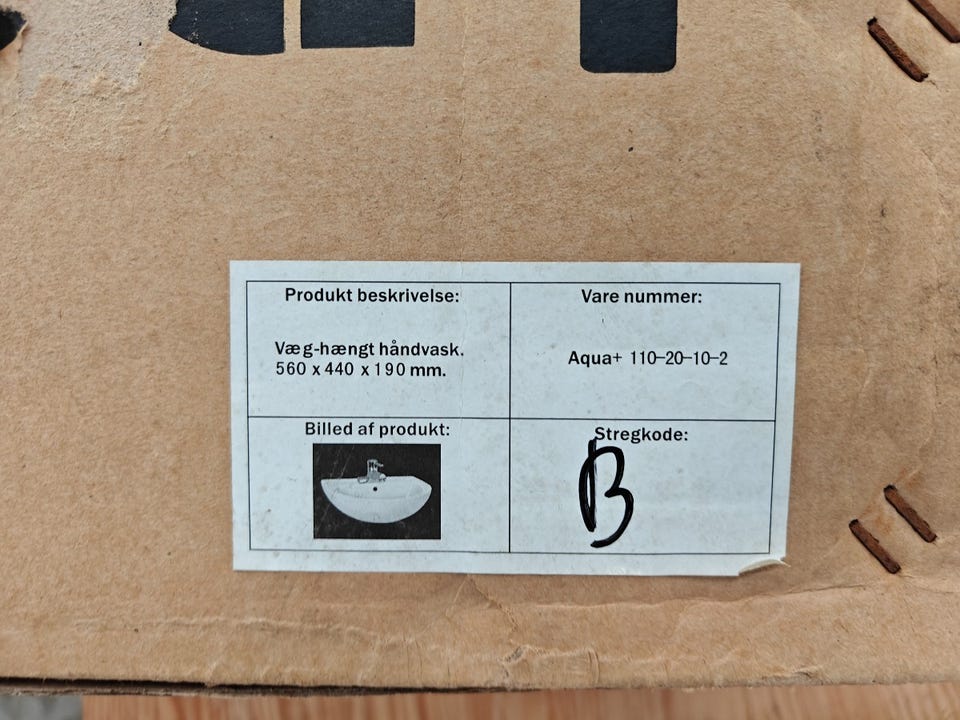 Produkt beskrivelse:
Væg-hængt håndvask.
560 x 440 x 190 mm.
Vare nummer:
Aqua+ 110-20-10-2
Billed af produkt:
Stregkode:
B